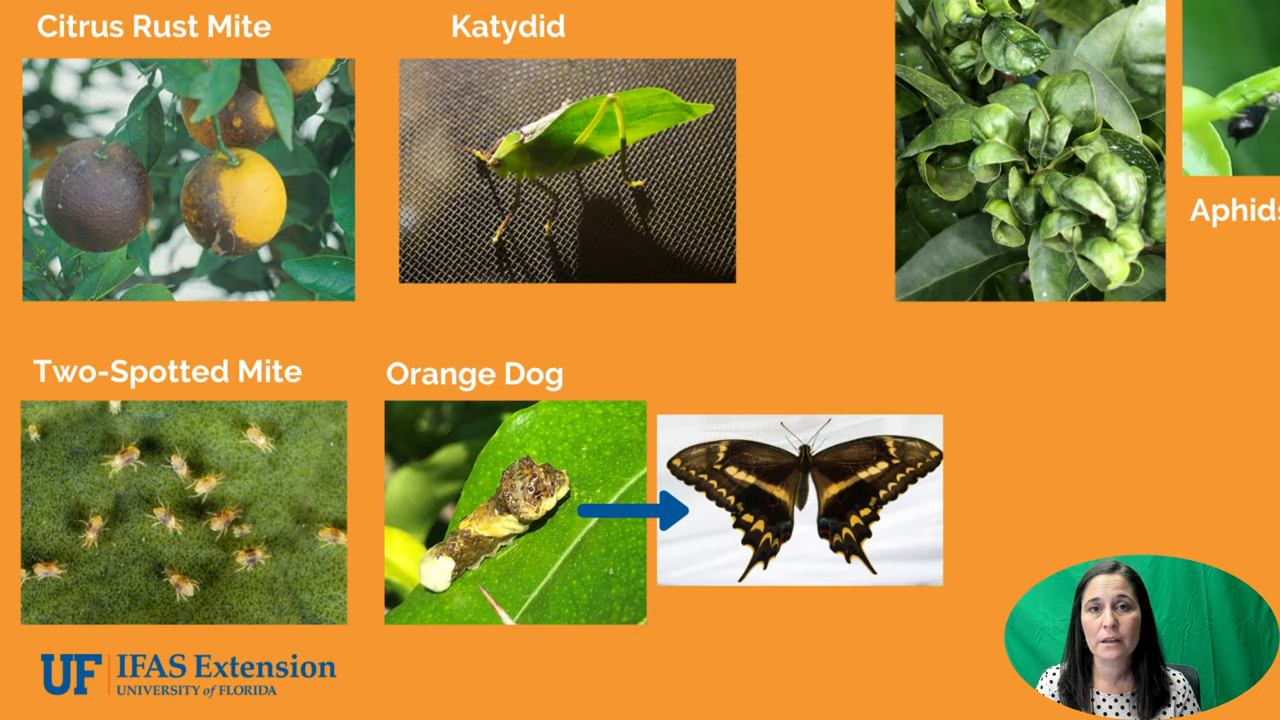 Citrus Rust Mite
Katydid
Aphids
Two-Spotted Mite
Orange Dog
UF IFAS Extension
UNIVERSITY of FLORIDA